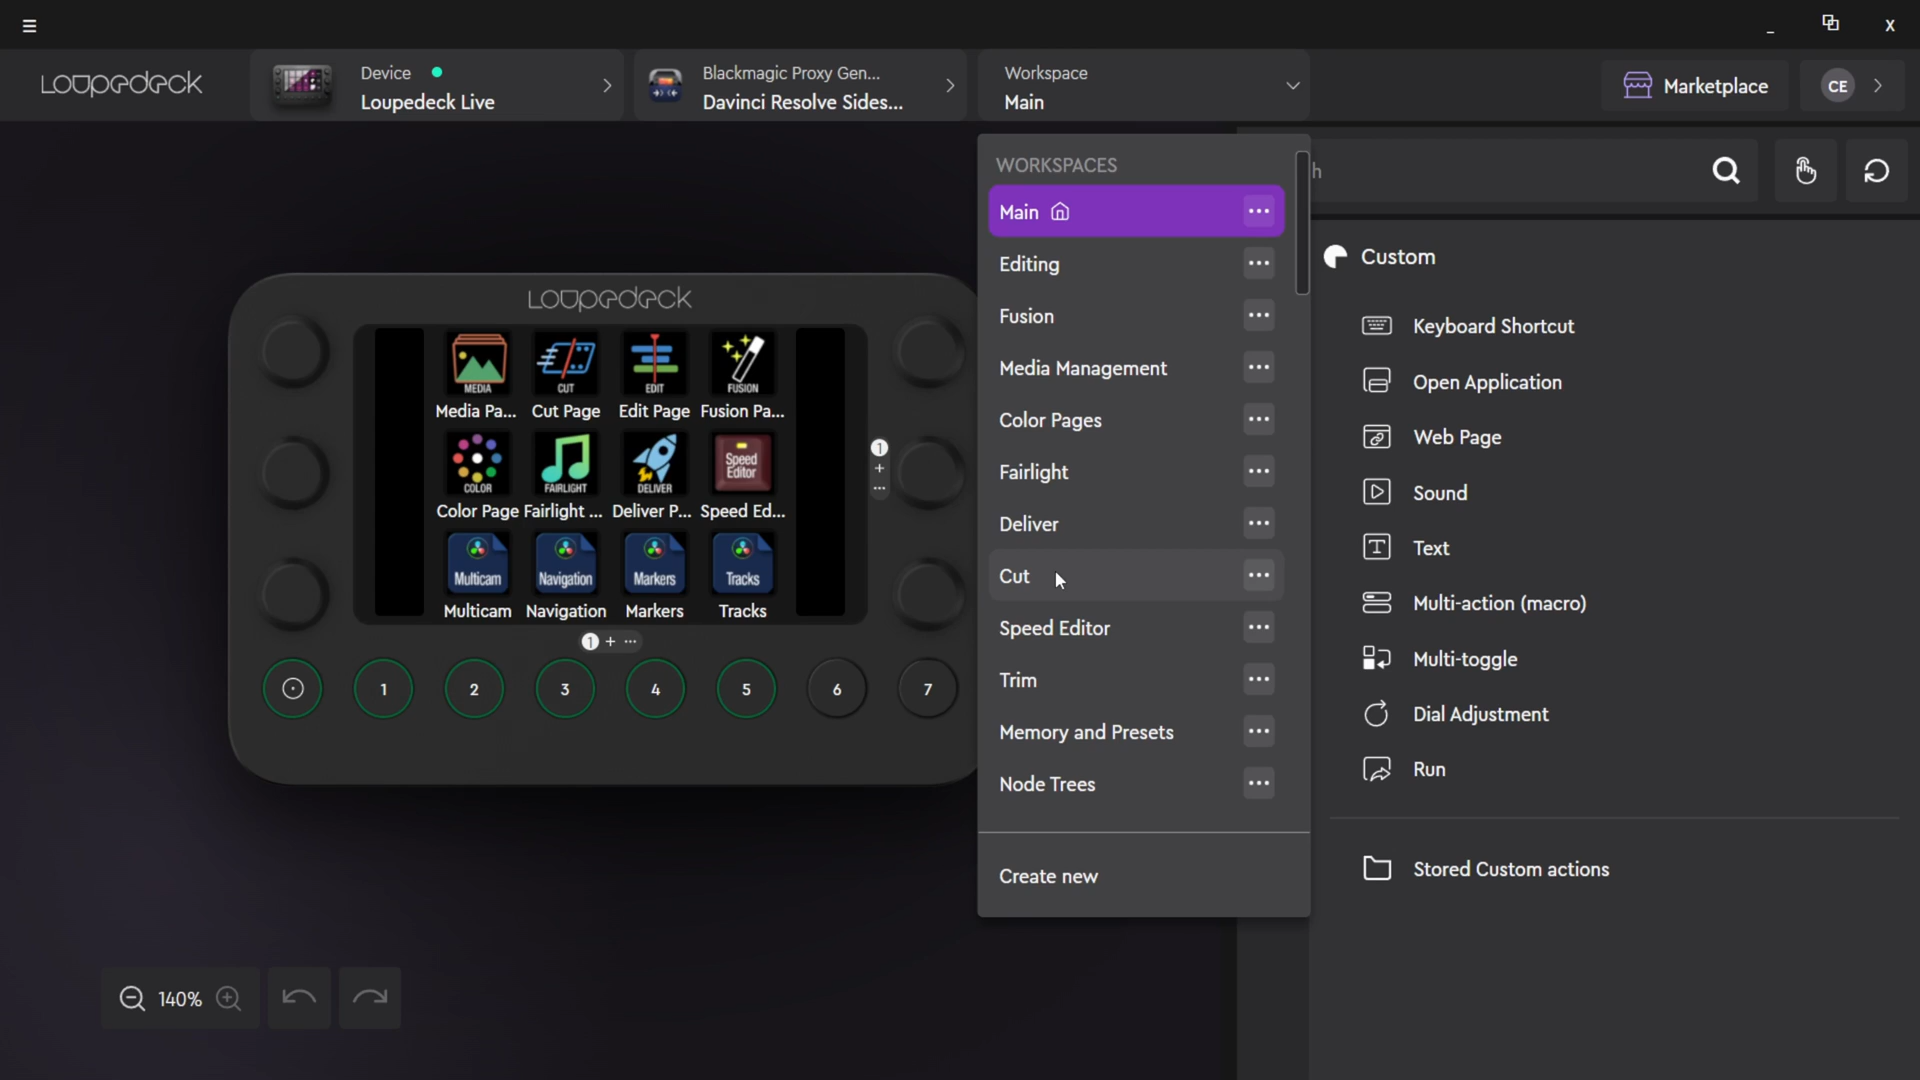 Loupedeck
Device
Loupedeck Live
Blackmagic Proxy Gen...
Davinci Resolve Sides...
Workspace
Main
Marketplace
CE
WORKSPACES
Main
Editing
Fusion
Media Management
Color Pages
Fairlight
Deliver
Cut
Speed Editor
Trim
Memory and Presets
Node Trees
Create new
h
Custom
Keyboard Shortcut
Open Application
Web Page
Sound
Text
Multi-action (macro)
Multi-toggle
Dial Adjustment
Run
Stored Custom actions
Loupedeck
MEDIA CUT EDIT FUSION
Media Pa... Cut Page Edit Page Fusion Pa...
COLOR FAIRLIGHT DELIVER Speed Editor
Color Page Fairlight ... Deliver P... Speed Ed...
Multicam Navigation Markers Tracks
Multicam Navigation Markers Tracks
1 + ...
1 + ...
1 2 3 4 5 6 7
140%